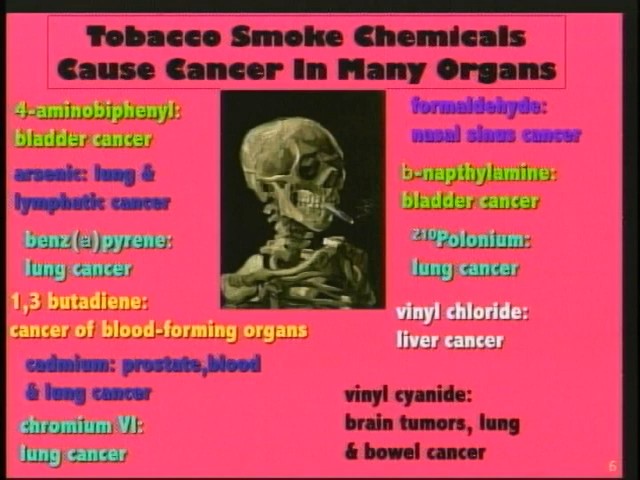 Tobacco Smoke Chemicals
Cause Cancer In Many Organs
4-aminobiphenyl:
bladder cancer
arsenic: lung &
lymphatic cancer
benz(a)pyrene:
lung cancer
1,3 butadiene:
cancer of blood-forming organs
cadmium: prostate,blood
& lung cancer
chromium VI:
lung cancer
formaldehyde:
nasal sinus cancer
b-napthylamine:
bladder cancer
²¹⁰Polonium:
lung cancer
vinyl chloride:
liver cancer
vinyl cyanide:
brain tumors, lung
& bowel cancer
6